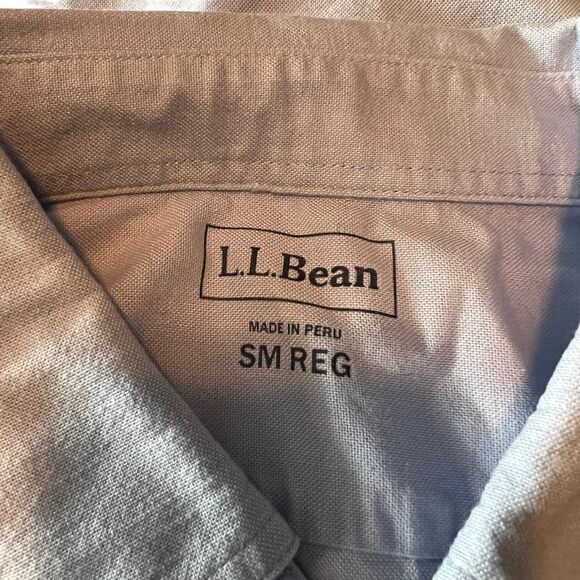 L.L.Bean
MADE IN PERU
SM REG